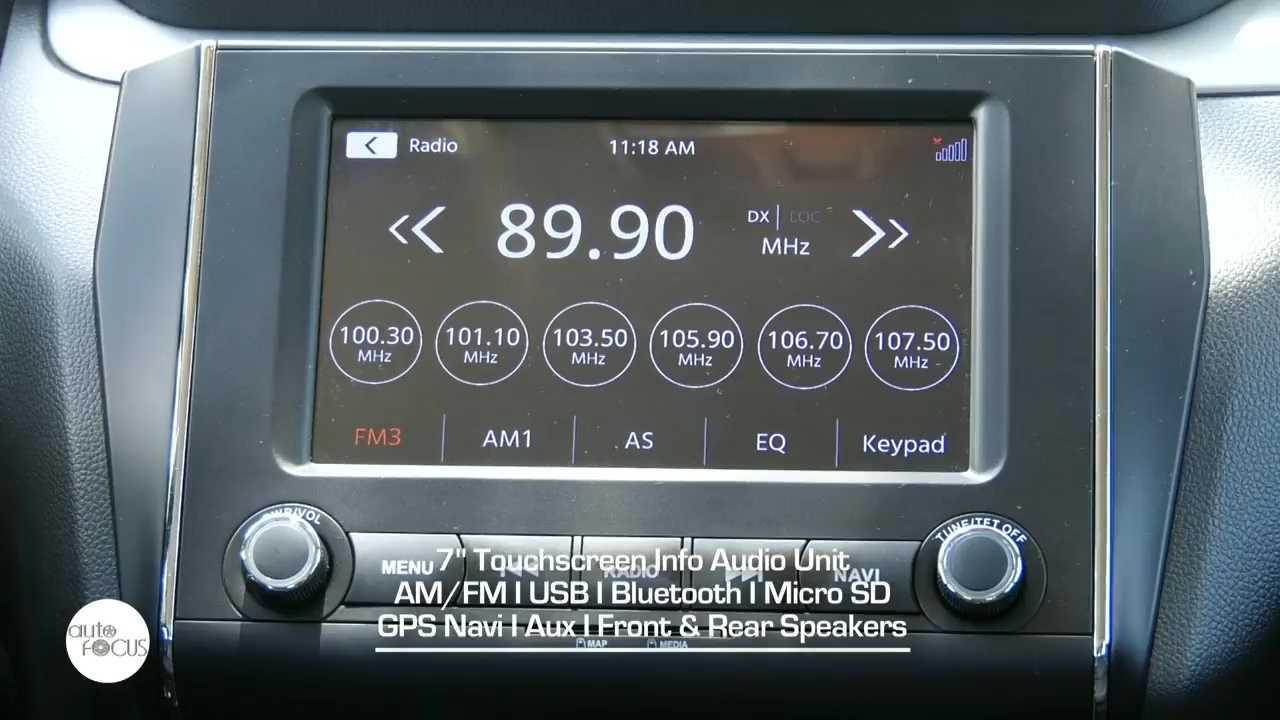 Radio
11:18 AM
89.90
DX | LOC
MHz
100.30 MHz
101.10 MHz
103.50 MHz
105.90 MHz
106.70 MHz
107.50 MHz
FM3
AM1
AS
EQ
Keypad
PWR/VOL
TUNE/TFT OFF
MENU
RADIO
NAVI
7" Touchscreen Info Audio Unit
AM/FM | USB | Bluetooth | Micro SD
GPS Navi | Aux | Front & Rear Speakers
MAP
MEDIA
auto
FOCUS